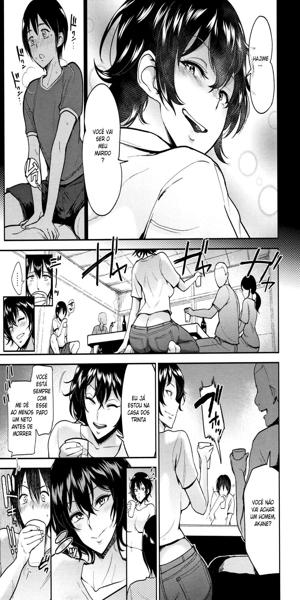 HAJIME...
VOCÊ VAI
SER O
MEU
MARIDO
VOCÊ
NÃO VAI
ACHAR
UM HOMEM,
AKANE?
EU JÁ
ESTOU NA
CASA DOS
TRINTA
VOCÊ
ESTÁ
SEMPRE
COM
ESSE
PAPO
ME DÊ
AO MENOS
UM NETO
ANTES DE
MORRER